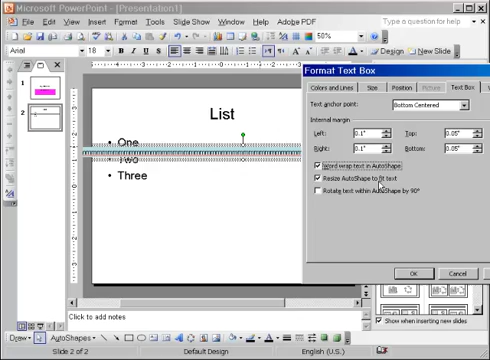 Microsoft PowerPoint - [Presentation1]
File Edit View Insert Format Tools Slide Show Window Help Adobe PDF
Type a question for help
58%
Arial 18 B I U S Design New Slide
1
2
List
• One
• Two
• Three
Format Text Box
Colors and Lines Size Position Picture Text Box
Text anchor point: Bottom Centered
Internal margin
Left: 0.1" Top: 0.05"
Right: 0.1" Bottom: 0.05"
Word wrap text in AutoShape
Resize AutoShape to fit text
Rotate text within AutoShape by 90°
OK Cancel
Show when inserting new slides
Click to add notes
Draw AutoShapes
Slide 2 of 2 Default Design English (U.S.)